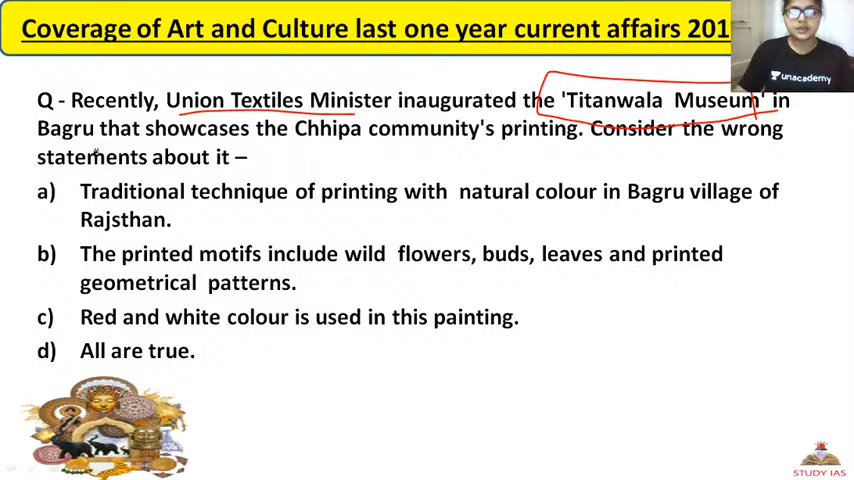 Coverage of Art and Culture last one year current affairs 201
unacademy
Q - Recently, Union Textiles Minister inaugurated the 'Titanwala Museum' in
Bagru that showcases the Chhipa community's printing. Consider the wrong
statements about it –
a) Traditional technique of printing with natural colour in Bagru village of
Rajsthan.
b) The printed motifs include wild flowers, buds, leaves and printed
geometrical patterns.
c) Red and white colour is used in this painting.
d) All are true.
STUDY IAS